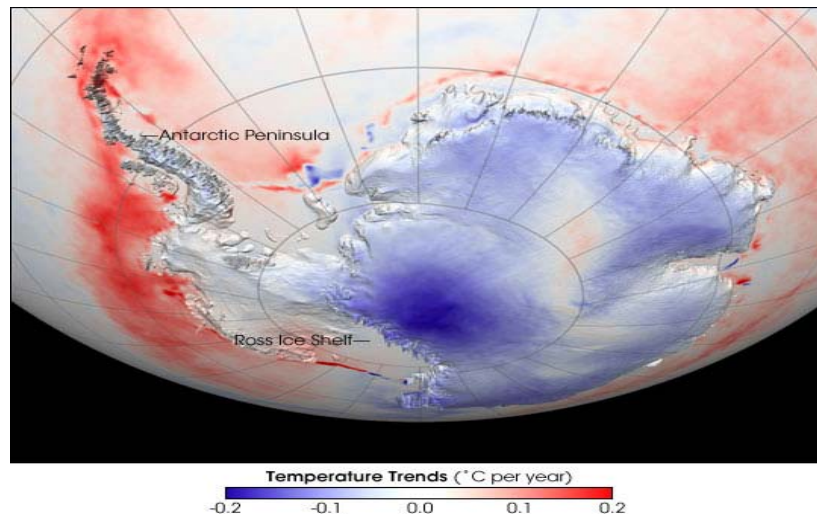 Antarctic Peninsula
Ross Ice Shelf
Temperature Trends (˚C per year)
-0.2 -0.1 0.0 0.1 0.2